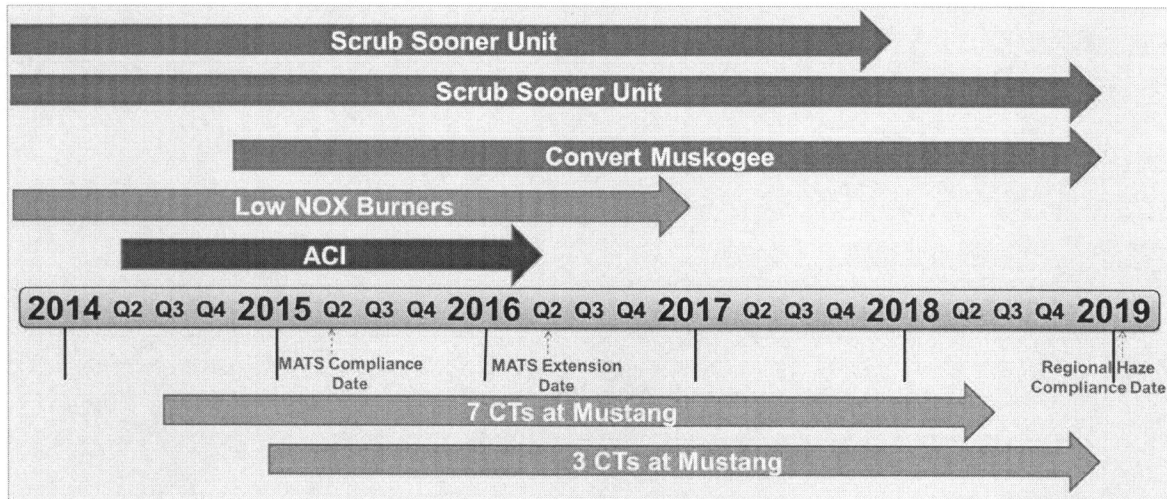 Scrub Sooner Unit
Scrub Sooner Unit
Convert Muskogee
Low NOX Burners
ACI
2014 Q2 Q3 Q4 2015 Q2 Q3 Q4 2016 Q2 Q3 Q4 2017 Q2 Q3 Q4 2018 Q2 Q3 Q4 2019
MATS Compliance
Date
MATS Extension
Date
Regional Haze
Compliance Date
7 CTs at Mustang
3 CTs at Mustang